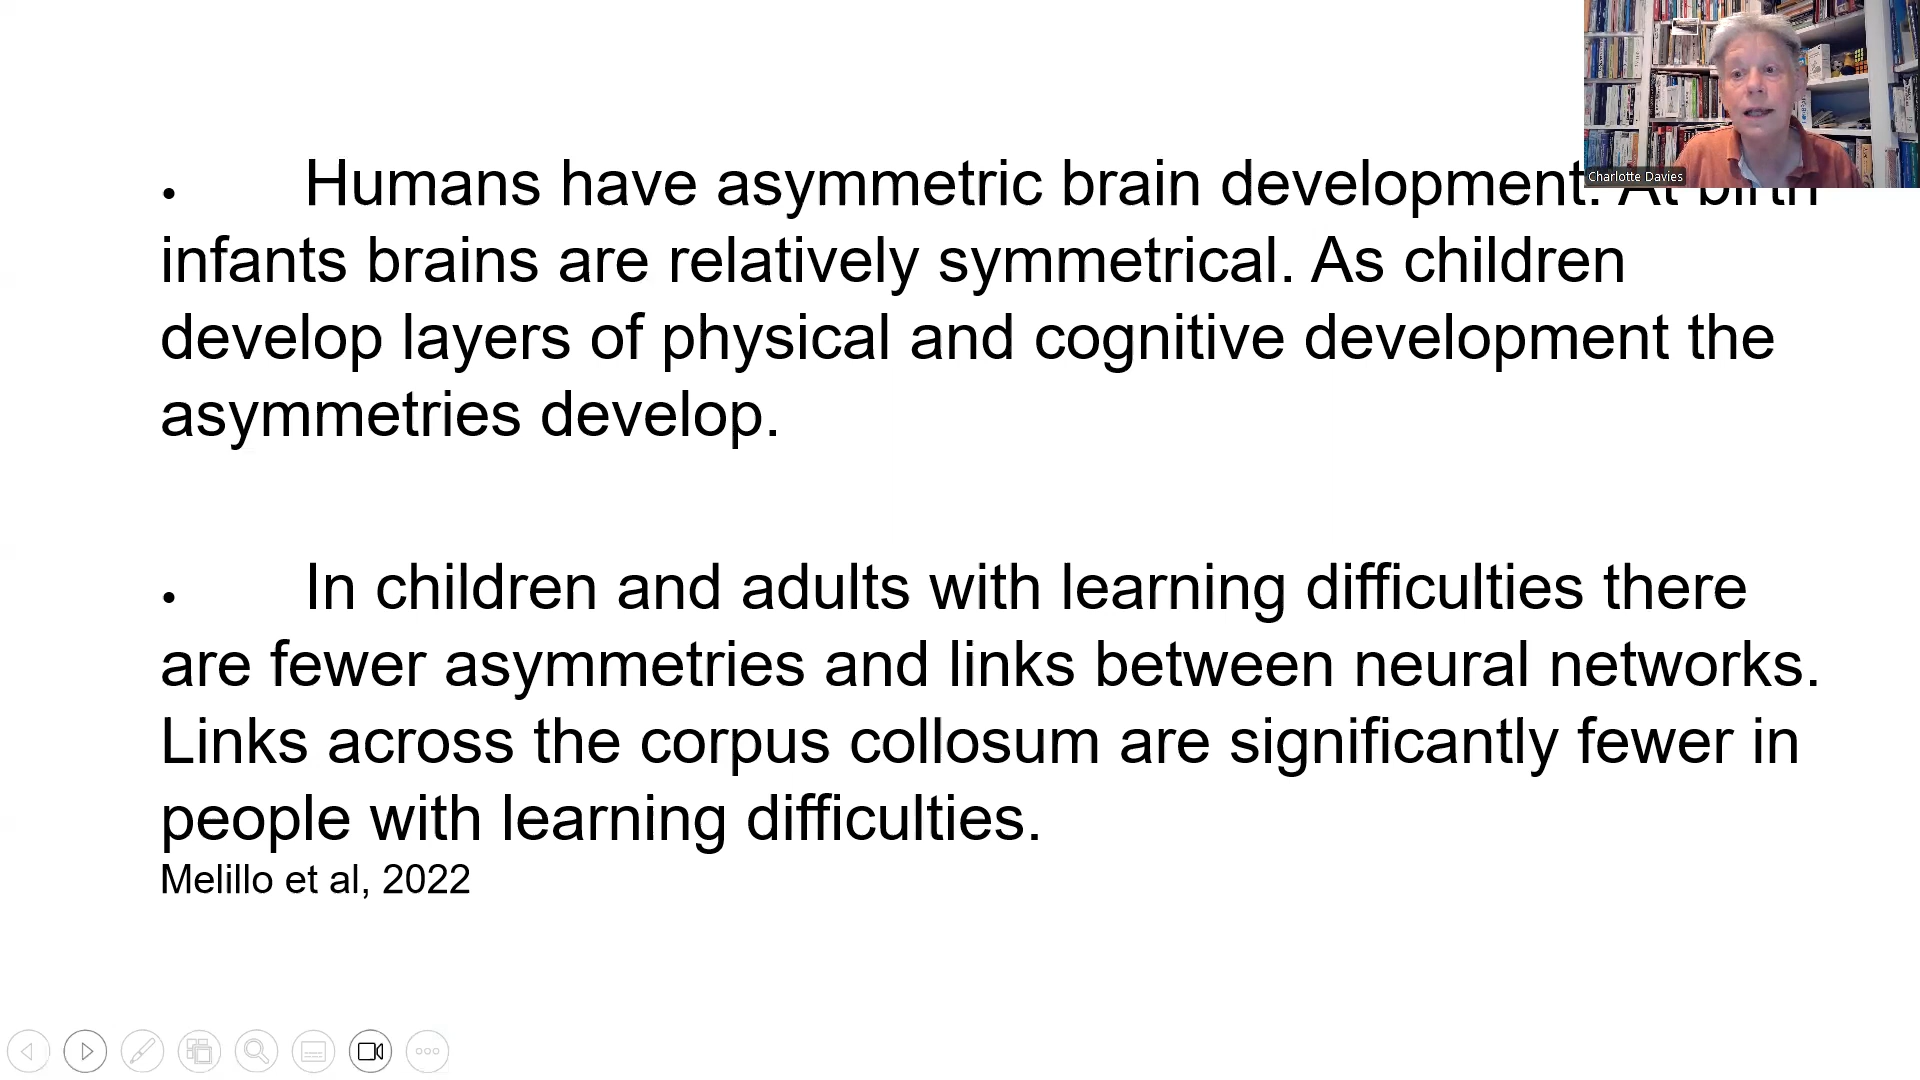 Charlotte Davies
• Humans have asymmetric brain development. At birth
infants brains are relatively symmetrical. As children
develop layers of physical and cognitive development the
asymmetries develop.
• In children and adults with learning difficulties there
are fewer asymmetries and links between neural networks.
Links across the corpus collosum are significantly fewer in
people with learning difficulties.
Melillo et al, 2022